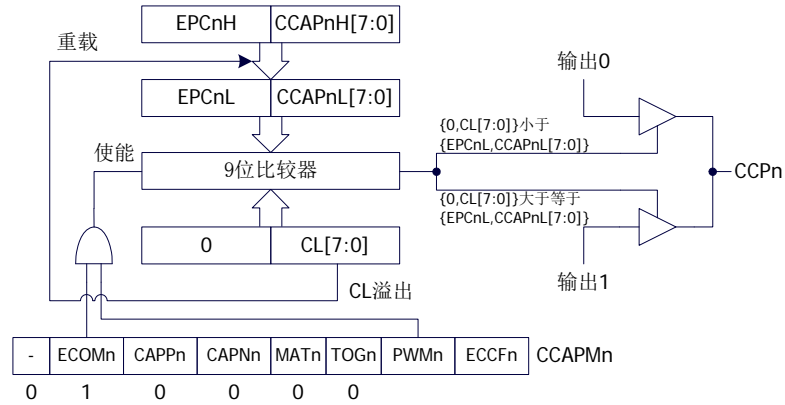 EPCnH CCAPnH[7:0]
重载
EPCnL CCAPnL[7:0]
输出0
{0,CL[7:0]}小于
{EPCnL,CCAPnL[7:0]}
使能
9位比较器
CCPn
{0,CL[7:0]}大于等于
{EPCnL,CCAPnL[7:0]}
0 CL[7:0]
输出1
CL溢出
- ECOMn CAPPn CAPNn MATn TOGn PWMn ECCFn CCAPMn
0 1 0 0 0 0